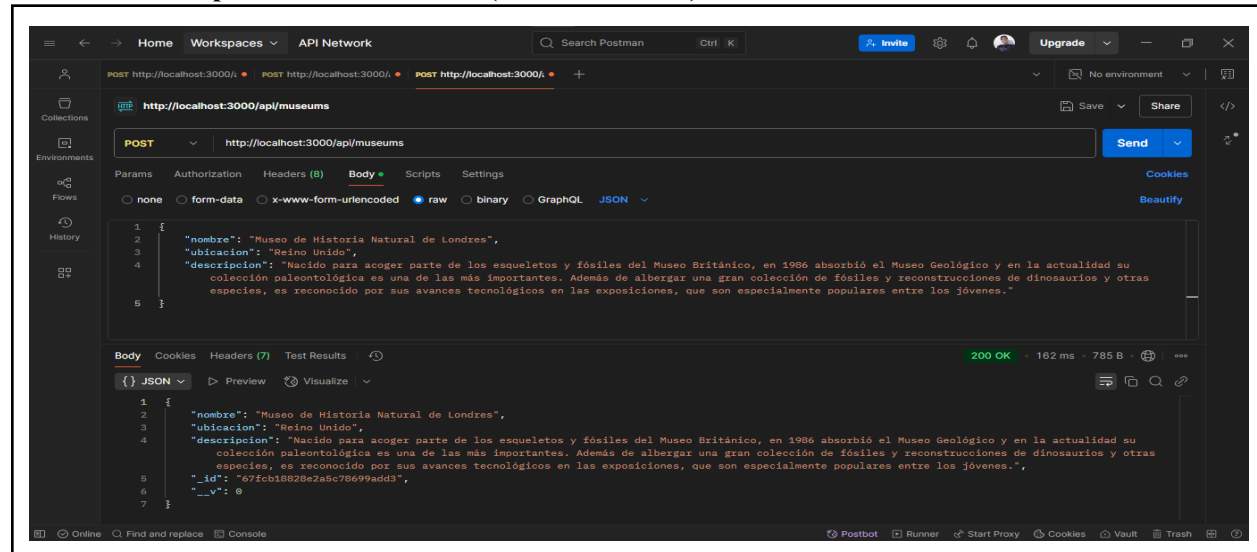 Home Workspaces API Network Search Postman Ctrl K Invite Upgrade
POST http://localhost:3000/a POST http://localhost:3000/a POST http://localhost:3000/a No environment
HTTP http://localhost:3000/api/museums Save Share
Collections
POST http://localhost:3000/api/museums Send
Environments
Params Authorization Headers (8) Body Scripts Settings Cookies
Flows
none form-data x-www-form-urlencoded raw binary GraphQL JSON Beautify
History
1 {
2 "nombre": "Museo de Historia Natural de Londres",
3 "ubicacion": "Reino Unido",
4 "descripcion": "Nacido para acoger parte de los esqueletos y fósiles del Museo Británico, en 1986 absorbió el Museo Geológico y en la actualidad su
colección paleontológica es una de las más importantes. Además de albergar una gran colección de fósiles y reconstrucciones de dinosaurios y otras
especies, es reconocido por sus avances tecnológicos en las exposiciones, que son especialmente populares entre los jóvenes."
5 }
Body Cookies Headers (7) Test Results 200 OK 162 ms 785 B
{} JSON Preview Visualize
1 {
2 "nombre": "Museo de Historia Natural de Londres",
3 "ubicacion": "Reino Unido",
4 "descripcion": "Nacido para acoger parte de los esqueletos y fósiles del Museo Británico, en 1986 absorbió el Museo Geológico y en la actualidad su
colección paleontológica es una de las más importantes. Además de albergar una gran colección de fósiles y reconstrucciones de dinosaurios y otras
especies, es reconocido por sus avances tecnológicos en las exposiciones, que son especialmente populares entre los jóvenes.",
5 "_id": "67fcb18828e2a5c78699add3",
6 "__v": 0
7 }
Online Find and replace Console Postbot Runner Start Proxy Cookies Vault Trash